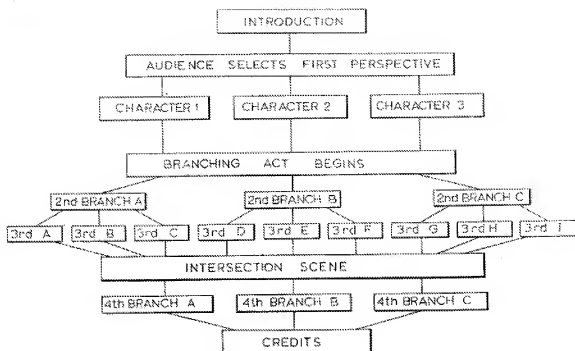 INTRODUCTION
AUDIENCE SELECTS FIRST PERSPECTIVE
CHARACTER 1 CHARACTER 2 CHARACTER 3
BRANCHING ACT BEGINS
2nd BRANCH A 2nd BRANCH B 2nd BRANCH C
3rd A 3rd B 3rd C 3rd D 3rd E 3rd F 3rd G 3rd H 3rd I
INTERSECTION SCENE
4th BRANCH A 4th BRANCH B 4th BRANCH C
CREDITS